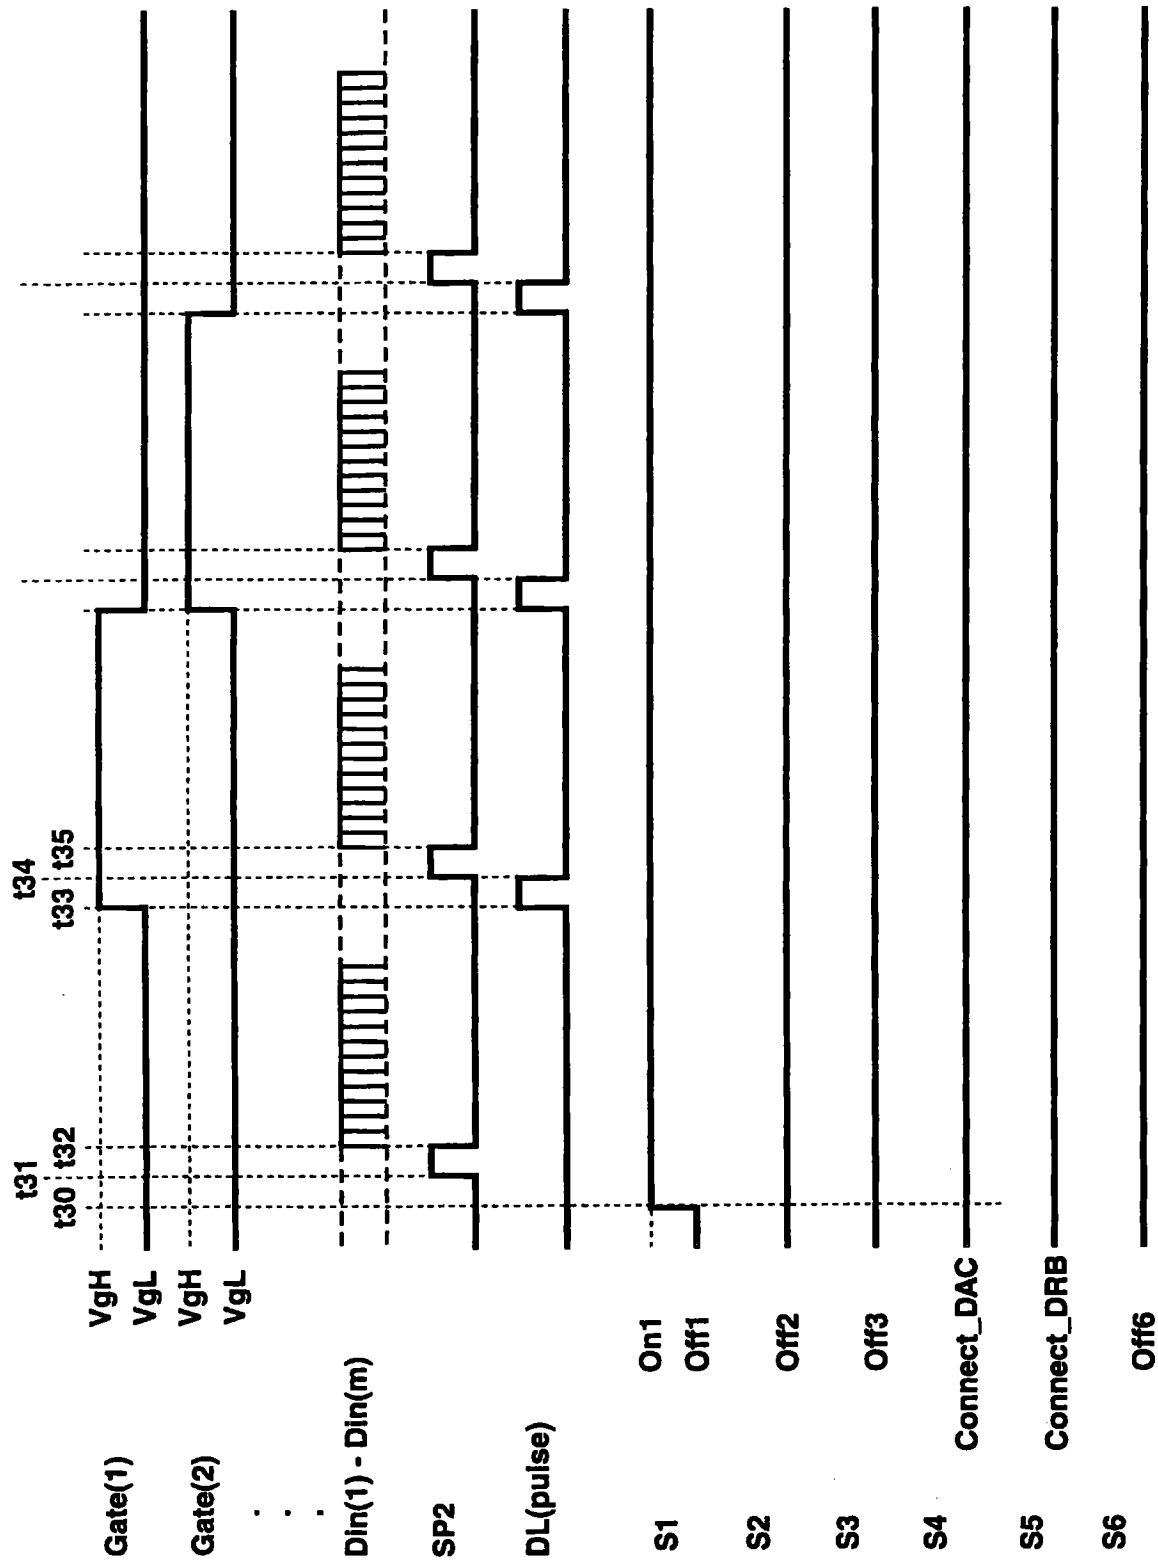 t30
t31
t32
t33
t34
t35
Gate(1)
VgH
VgL
Gate(2)
VgH
VgL
. . .
Din(1) - Din(m)
SP2
DL(pulse)
S1
On1
Off1
S2
Off2
S3
Off3
S4
Connect_DAC
S5
Connect_DRB
S6
Off6